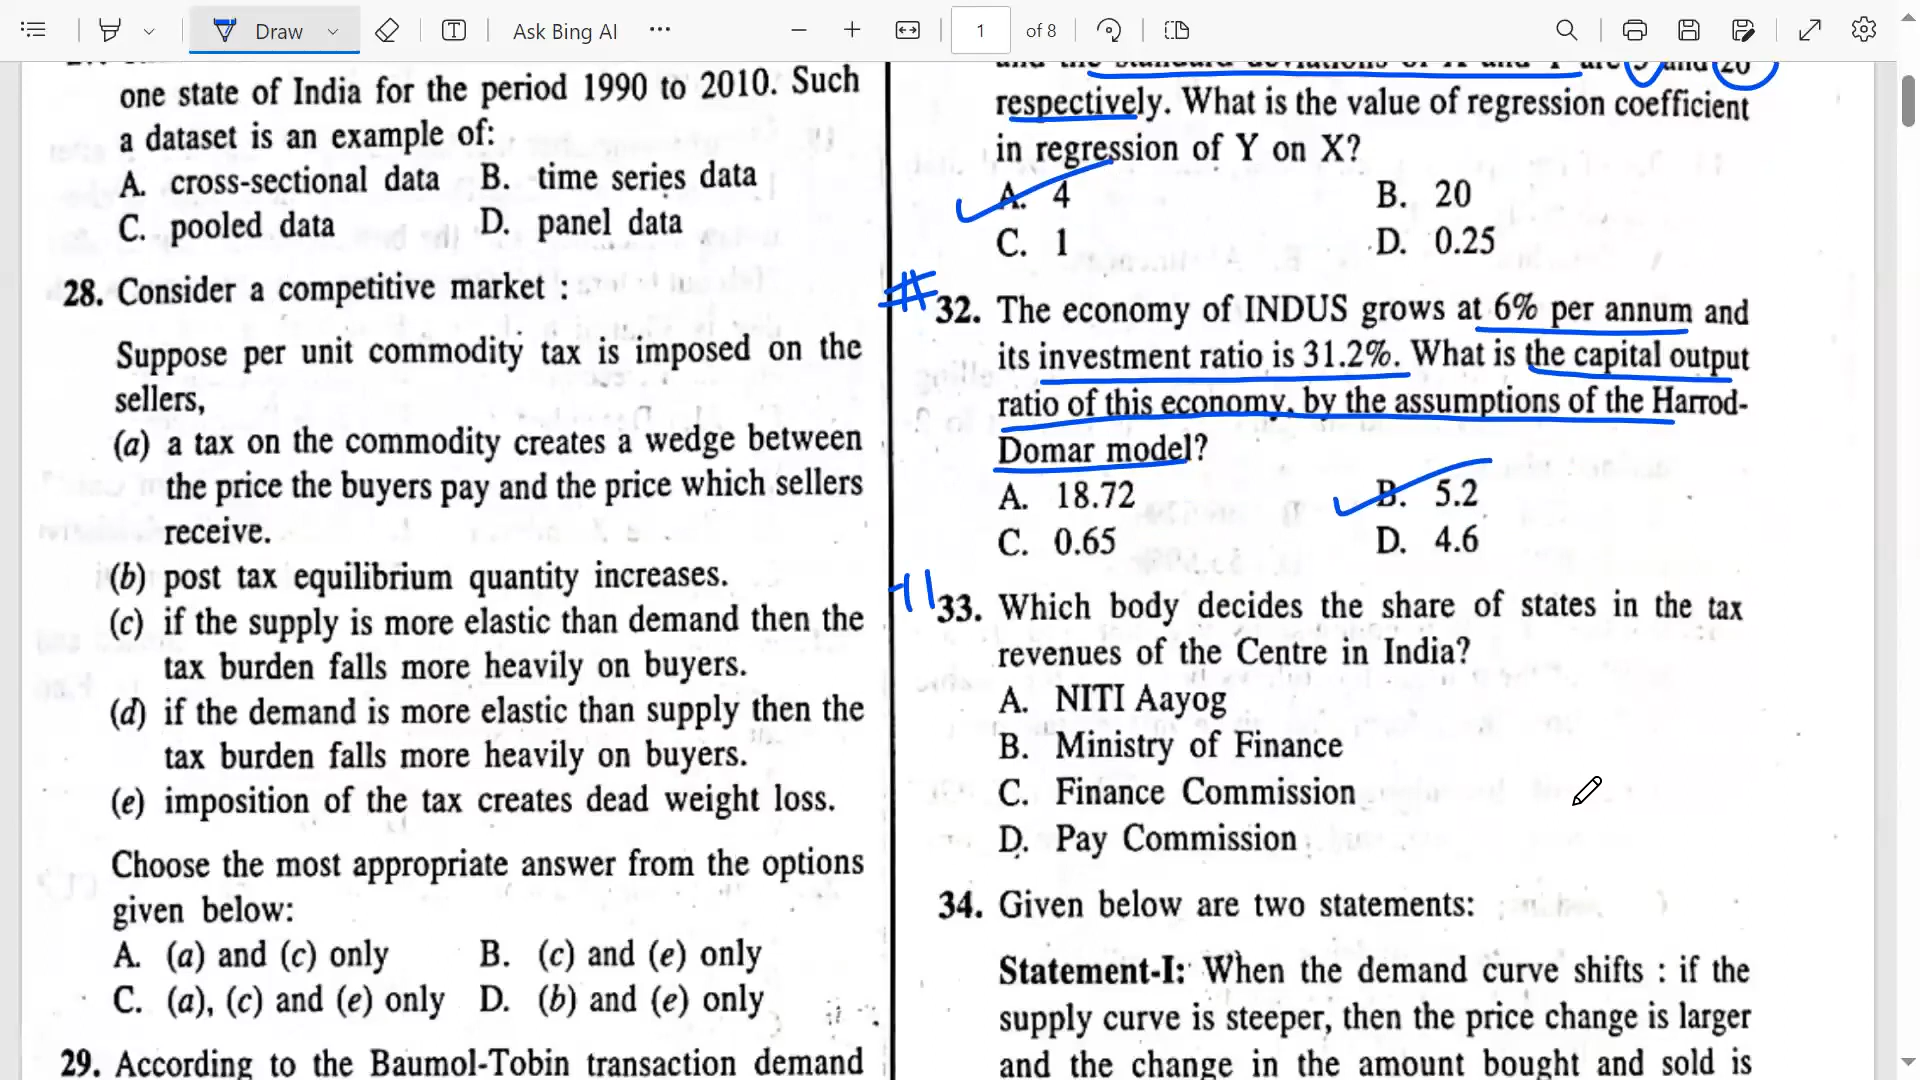 Draw
Ask Bing AI
1
of 8
one state of India for the period 1990 to 2010. Such
a dataset is an example of:
A. cross-sectional data B. time series data
C. pooled data D. panel data
28. Consider a competitive market :
Suppose per unit commodity tax is imposed on the
sellers,
(a) a tax on the commodity creates a wedge between
the price the buyers pay and the price which sellers
receive.
(b) post tax equilibrium quantity increases.
(c) if the supply is more elastic than demand then the
tax burden falls more heavily on buyers.
(d) if the demand is more elastic than supply then the
tax burden falls more heavily on buyers.
(e) imposition of the tax creates dead weight loss.
Choose the most appropriate answer from the options
given below:
A. (a) and (c) only B. (c) and (e) only
C. (a), (c) and (e) only D. (b) and (e) only
29. According to the Baumol-Tobin transaction demand
and the standard deviations of X and Y are 5 and 20
respectively. What is the value of regression coefficient
in regression of Y on X?
A. 4 B. 20
C. 1 D. 0.25
#
32. The economy of INDUS grows at 6% per annum and
its investment ratio is 31.2%. What is the capital output
ratio of this economy, by the assumptions of the Harrod-
Domar model?
A. 18.72 B. 5.2
C. 0.65 D. 4.6
33. Which body decides the share of states in the tax
revenues of the Centre in India?
A. NITI Aayog
B. Ministry of Finance
C. Finance Commission
D. Pay Commission
34. Given below are two statements:
Statement-I: When the demand curve shifts : if the
supply curve is steeper, then the price change is larger
and the change in the amount bought and sold is